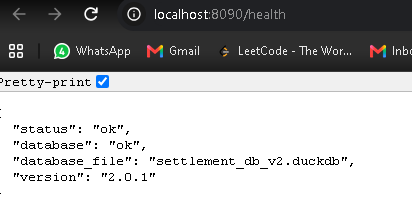 localhost:8090/health
WhatsApp Gmail LeetCode - The Wor... Inbo
Pretty-print
"status": "ok",
"database": "ok",
"database_file": "settlement_db_v2.duckdb",
"version": "2.0.1"